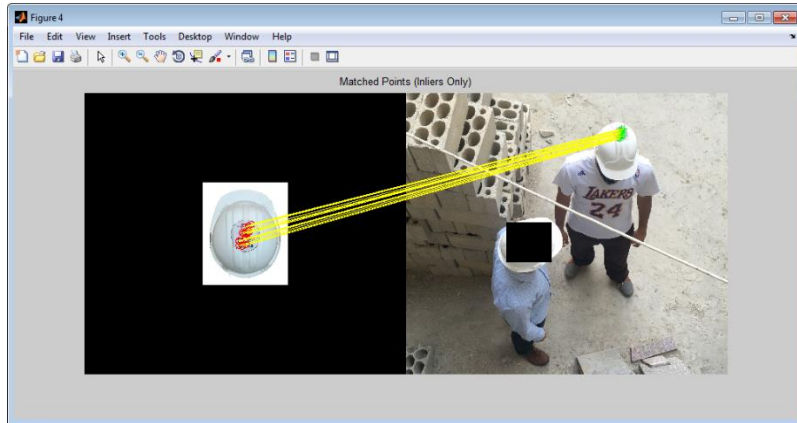 Figure 4
File Edit View Insert Tools Desktop Window Help
Matched Points (Inliers Only)
LAKERS
24